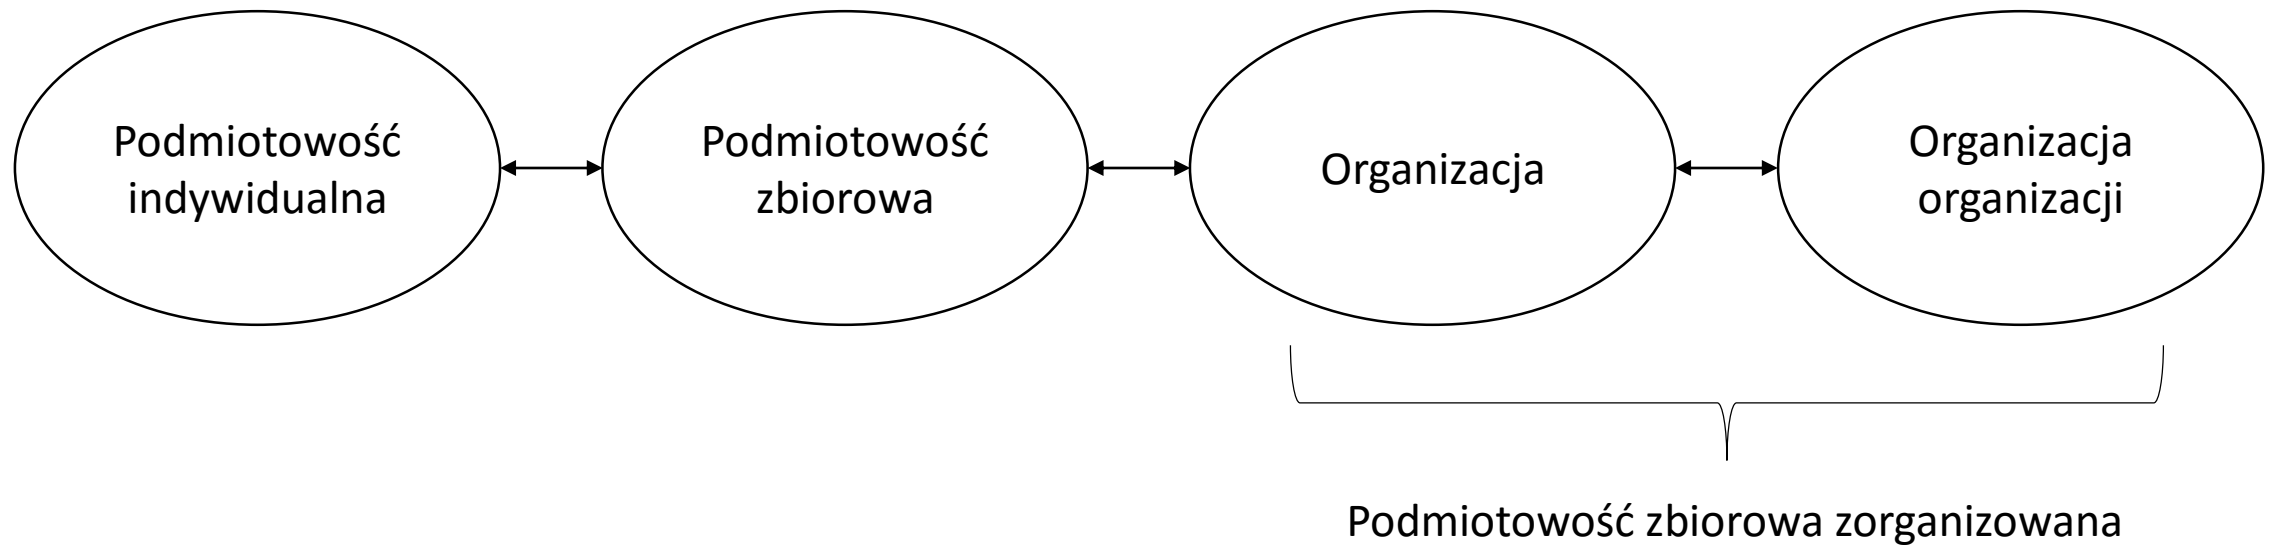 Podmiotowość
indywidualna
Podmiotowość
zbiorowa
Organizacja
Organizacja
organizacji
Podmiotowość zbiorowa zorganizowana